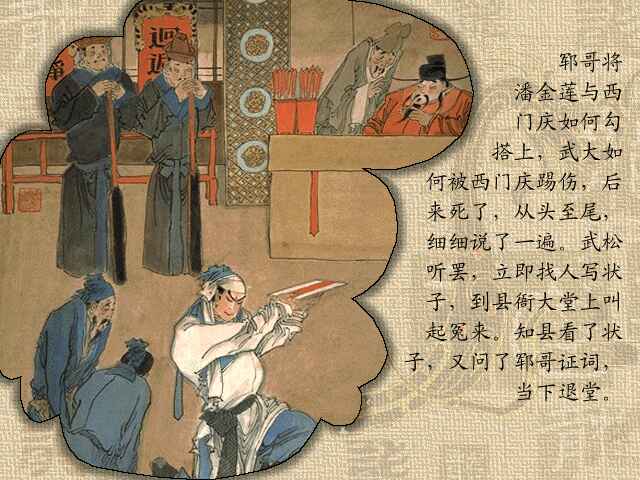 迴避
郓哥将
潘金莲与西
门庆如何勾
搭上，武大如
何被西门庆踢伤，后
来死了，从头至尾，
细细说了一遍。武松
听罢，立即找人写状
子，到县衙大堂上叫
起冤来。知县看了状
子，又问了郓哥证词，
当下退堂。